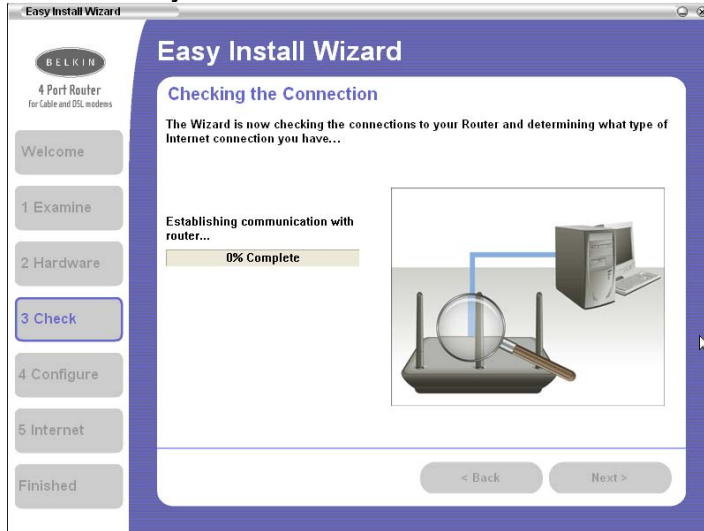 Easy Install Wizard
BELKIN
4 Port Router
for Cable and DSL modems
Welcome
1 Examine
2 Hardware
3 Check
4 Configure
5 Internet
Finished
Easy Install Wizard
Checking the Connection
The Wizard is now checking the connections to your Router and determining what type of
Internet connection you have...
Establishing communication with
router...
0% Complete
< Back
Next >